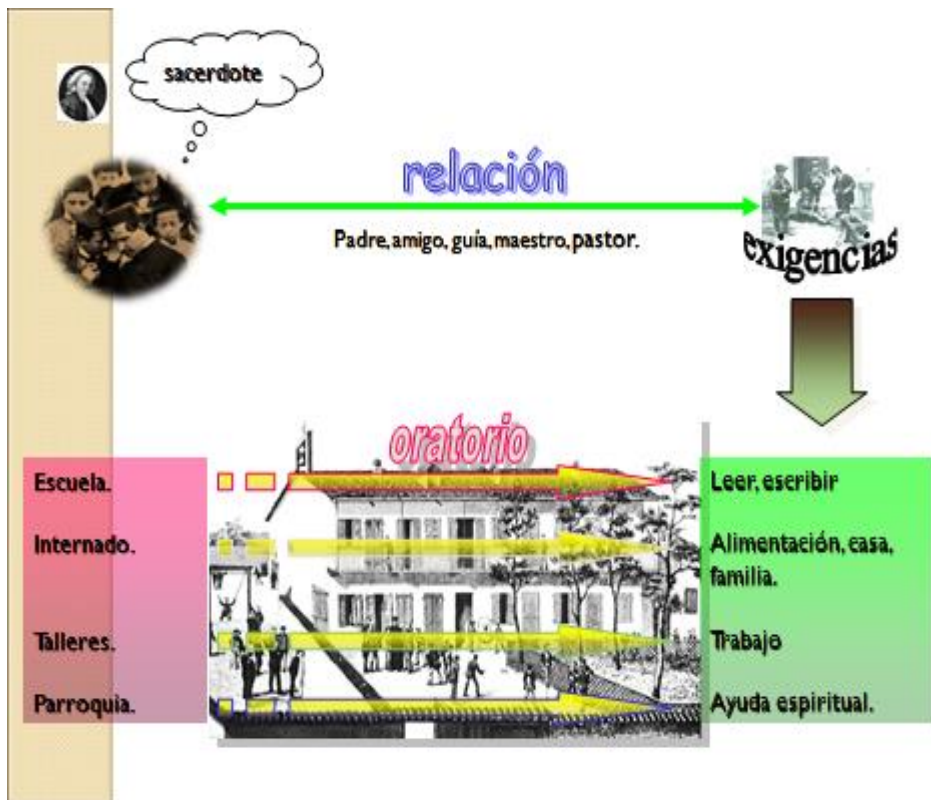 sacerdote
relación
Padre, amigo, guía, maestro, pastor.
exigencias
oratorio
Escuela.
Leer, escribir
Internado.
Alimentación, casa,
familia.
Talleres.
Trabajo
Parroquia.
Ayuda espiritual.